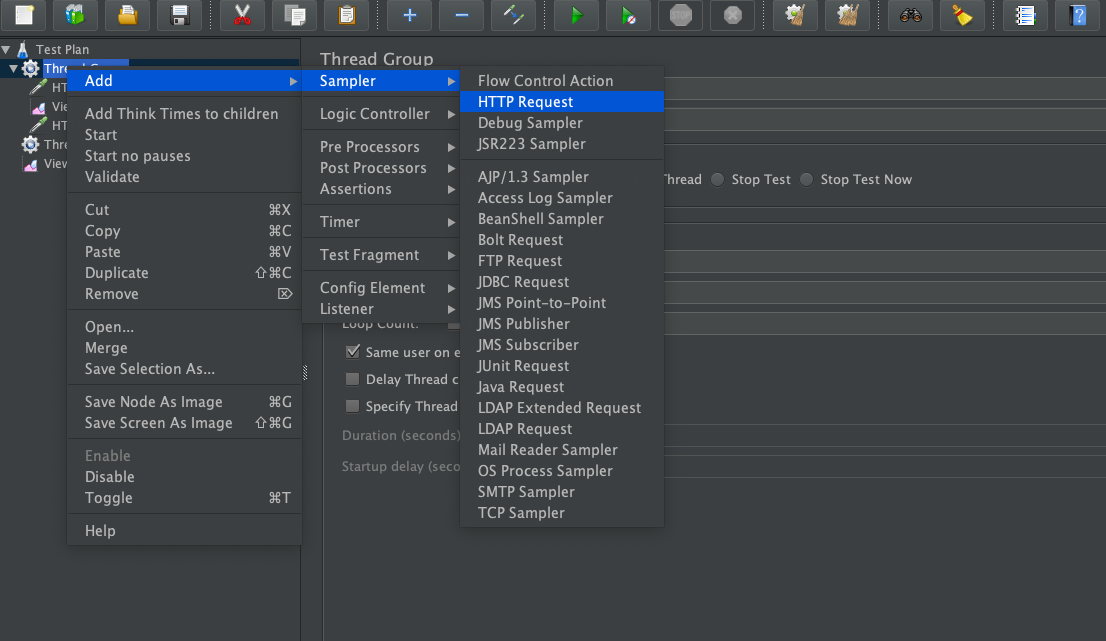 STOP
?
Test Plan
Thread Group
Thre
HT
Vie
HT
Thre
View
Add
Add Think Times to children
Start
Start no pauses
Validate
Cut ⌘X
Copy ⌘C
Paste ⌘V
Duplicate ⇧⌘C
Remove ⌦
Open...
Merge
Save Selection As...
Save Node As Image ⌘G
Save Screen As Image ⇧⌘G
Enable
Disable
Toggle ⌘T
Help
Sampler
Logic Controller
Pre Processors
Post Processors
Assertions
Timer
Test Fragment
Config Element
Listener
Flow Control Action
HTTP Request
Debug Sampler
JSR223 Sampler
AJP/1.3 Sampler
Access Log Sampler
BeanShell Sampler
Bolt Request
FTP Request
JDBC Request
JMS Point-to-Point
JMS Publisher
JMS Subscriber
JUnit Request
Java Request
LDAP Extended Request
LDAP Request
Mail Reader Sampler
OS Process Sampler
SMTP Sampler
TCP Sampler
Thread Stop Test Stop Test Now
Loop Count:
Same user on e
Delay Thread c
Specify Thread
Duration (seconds)
Startup delay (seco